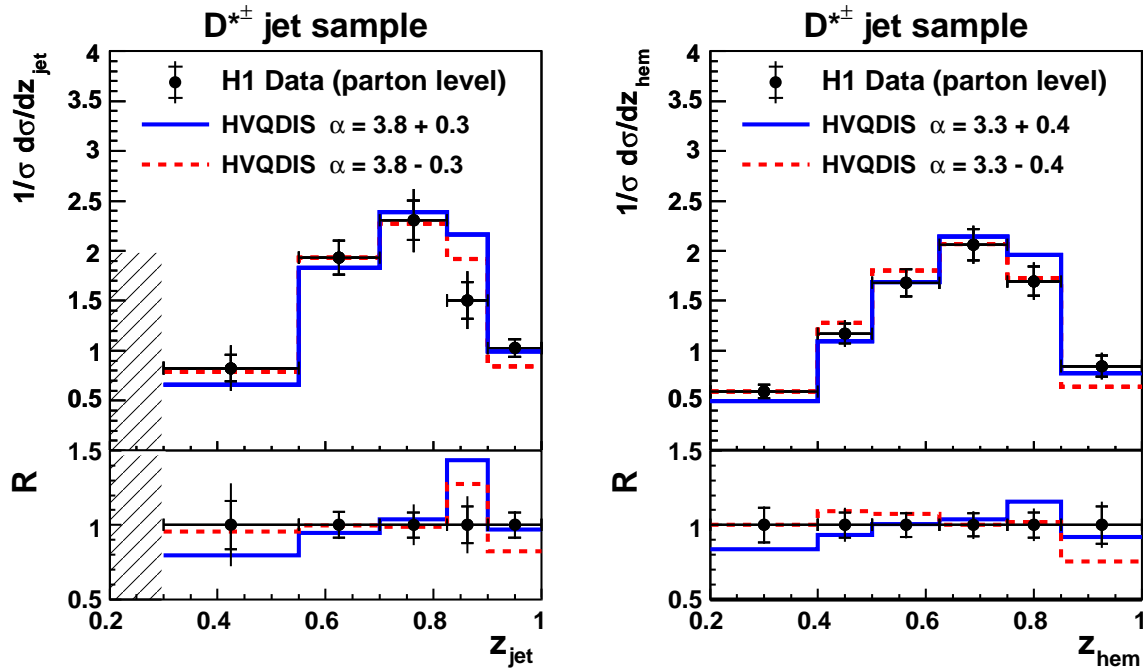 D*± jet sample
1/σ dσ/dz_jet
H1 Data (parton level)
HVQDIS α = 3.8 + 0.3
HVQDIS α = 3.8 - 0.3
4
3.5
3
2.5
2
1.5
1
0.5
R
1.5
1
0.5
0.2 0.4 0.6 0.8 1
z_jet
D*± jet sample
1/σ dσ/dz_hem
H1 Data (parton level)
HVQDIS α = 3.3 + 0.4
HVQDIS α = 3.3 - 0.4
4
3.5
3
2.5
2
1.5
1
0.5
R
1.5
1
0.5
0.2 0.4 0.6 0.8 1
z_hem